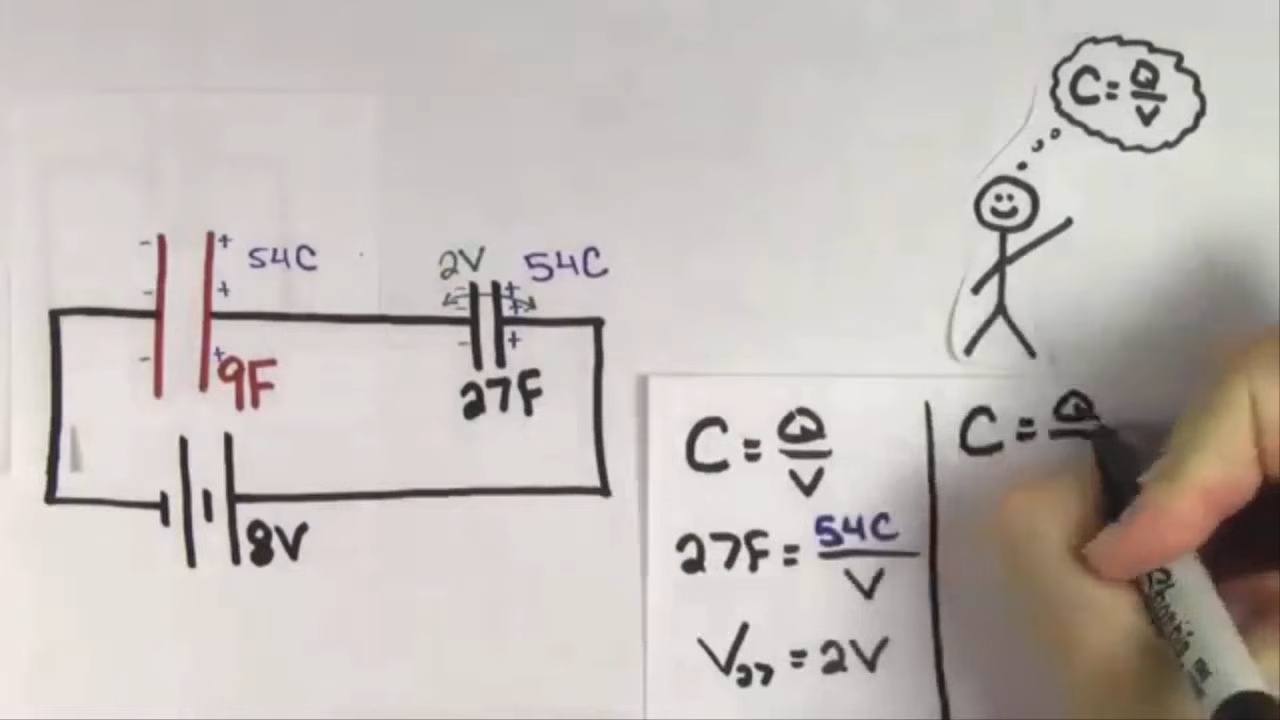 C = Q/V
54C
2V
54C
9F
27F
8V
C = Q/V
27F = 54C/V
V₂₇ = 2V
C = Q